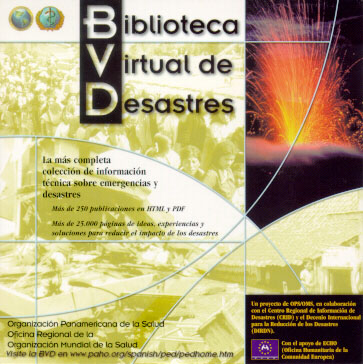 Biblioteca
Virtual de
Desastres
La más completa
colección de información
técnica sobre emergencias y
desastres
Más de 250 publicaciones en HTML y PDF
Más de 25.000 páginas de ideas, experiencias y
soluciones para reducir el impacto de los desastres
Organización Panamericana de la Salud
Oficina Regional de la
Organización Mundial de la Salud
Visite la BVD en www.paho.org/spanish/ped/pedhome.htm
Un proyecto de OPS/OMS, en colaboración
con el Centro Regional de Información de
Desastres (CRID) y el Decenio Internacional
para la Reducción de los Desastres
(DIRDN).
Con el apoyo de ECHO
(Oficina Humanitaria de la
Comunidad Europea)